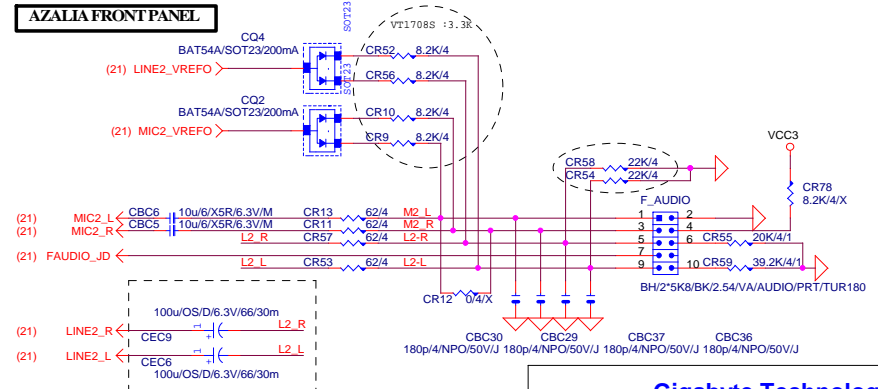 AZALIA FRONT PANEL
SOT23
VT1708S :3.3K
CQ4
BAT54A/SOT23/200mA
(21) LINE2_VREFO
CR52 8.2K/4
CR56 8.2K/4
SOT23
CQ2
BAT54A/SOT23/200mA
(21) MIC2_VREFO
CR10 8.2K/4
CR9 8.2K/4
VCC3
CR58 22K/4
CR54 22K/4
CR78
8.2K/4/X
F_AUDIO
(21) MIC2_L CBC6 10u/6/X5R/6.3V/M CR13 62/4 M2_L 1 2
(21) MIC2_R CBC5 10u/6/X5R/6.3V/M CR11 62/4 M2_R 3 4
L2_R CR57 62/4 L2-R 5 6 CR55 20K/4/1
(21) FAUDIO_JD 7
L2_L CR53 62/4 L2-L 9 10 CR59 39.2K/4/1
BH/2*5K8/BK/2.54/VA/AUDIO/PRT/TUR180
CR12 0/4/X
100u/OS/D/6.3V/66/30m
(21) LINE2_R 1 + L2_R
CEC9
(21) LINE2_L 1 + L2_L
CEC6
100u/OS/D/6.3V/66/30m
CBC30 CBC29 CBC37 CBC36
180p/4/NPO/50V/J 180p/4/NPO/50V/J 180p/4/NPO/50V/J 180p/4/NPO/50V/J
Gigabyte Technolog